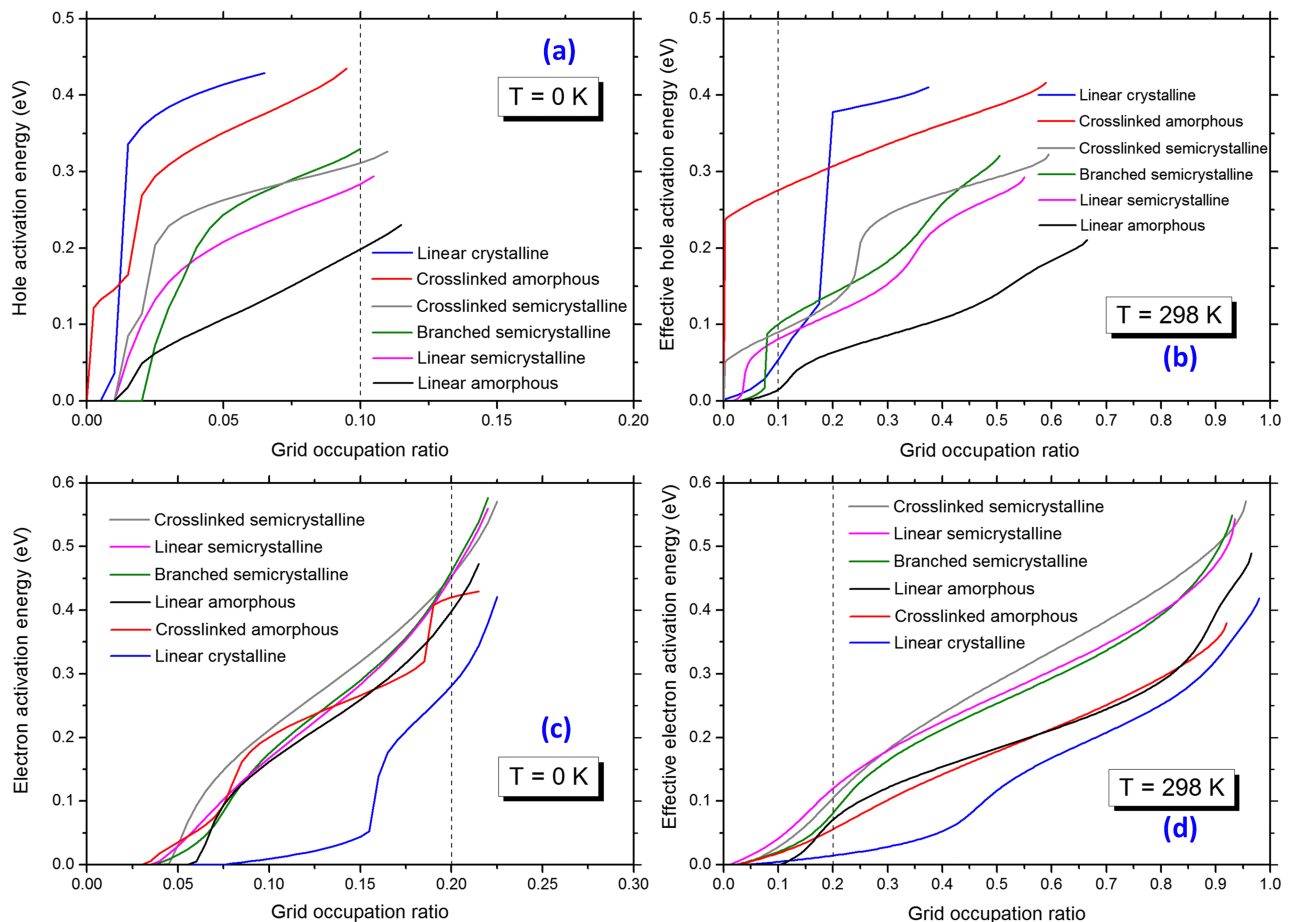 0.5
0.4
0.3
0.2
0.1
0.0
Hole activation energy (eV)
(a)
T = 0 K
Linear crystalline
Crosslinked amorphous
Crosslinked semicrystalline
Branched semicrystalline
Linear semicrystalline
Linear amorphous
0.00 0.05 0.10 0.15 0.20
Grid occupation ratio
0.5
0.4
0.3
0.2
0.1
0.0
Effective hole activation energy (eV)
Linear crystalline
Crosslinked amorphous
Crosslinked semicrystalline
Branched semicrystalline
Linear semicrystalline
Linear amorphous
T = 298 K
(b)
0.0 0.1 0.2 0.3 0.4 0.5 0.6 0.7 0.8 0.9 1.0
Grid occupation ratio
0.6
0.5
0.4
0.3
0.2
0.1
0.0
Electron activation energy (eV)
Crosslinked semicrystalline
Linear semicrystalline
Branched semicrystalline
Linear amorphous
Crosslinked amorphous
Linear crystalline
(c)
T = 0 K
0.00 0.05 0.10 0.15 0.20 0.25 0.30
Grid occupation ratio
0.6
0.5
0.4
0.3
0.2
0.1
0.0
Effective electron activation energy (eV)
Crosslinked semicrystalline
Linear semicrystalline
Branched semicrystalline
Linear amorphous
Crosslinked amorphous
Linear crystalline
T = 298 K
(d)
0.0 0.1 0.2 0.3 0.4 0.5 0.6 0.7 0.8 0.9 1.0
Grid occupation ratio